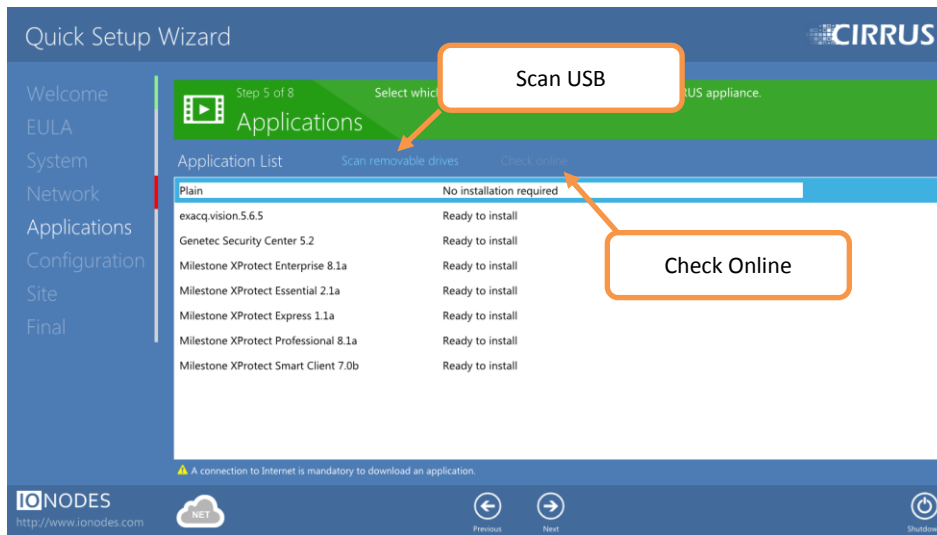 Quick Setup Wizard
CIRRUS
Scan USB
Welcome
EULA
System
Network
Applications
Configuration
Site
Final
Step 5 of 8 Select which US appliance.
Applications
Application List Scan removable drives Check online
Plain No installation required
exacq.vision.5.6.5 Ready to install
Genetec Security Center 5.2 Ready to install
Milestone XProtect Enterprise 8.1a Ready to install
Milestone XProtect Essential 2.1a Ready to install
Milestone XProtect Express 1.1a Ready to install
Milestone XProtect Professional 8.1a Ready to install
Milestone XProtect Smart Client 7.0b Ready to install
Check Online
A connection to Internet is mandatory to download an application.
IONODES
http://www.ionodes.com
NET
Previous Next